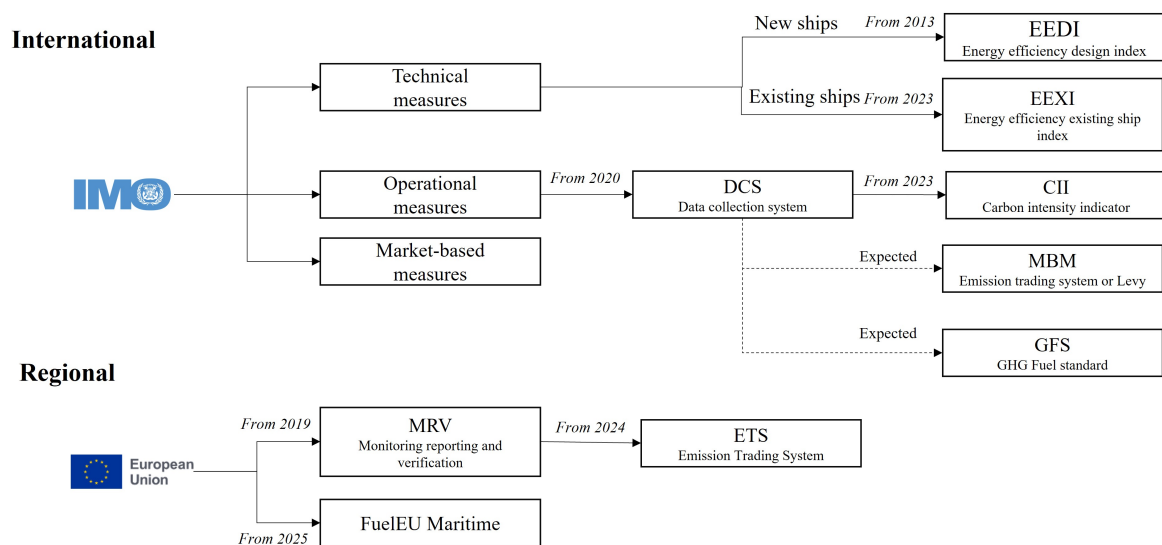 International
New ships
From 2013
EEDI
Energy efficiency design index
Technical
measures
Existing ships
From 2023
EEXI
Energy efficiency existing ship
index
IMO
Operational
measures
From 2020
DCS
Data collection system
From 2023
CII
Carbon intensity indicator
Market-based
measures
Expected
MBM
Emission trading system or Levy
Expected
GFS
GHG Fuel standard
Regional
From 2019
MRV
Monitoring reporting and
verification
From 2024
ETS
Emission Trading System
European
Union
From 2025
FuelEU Maritime